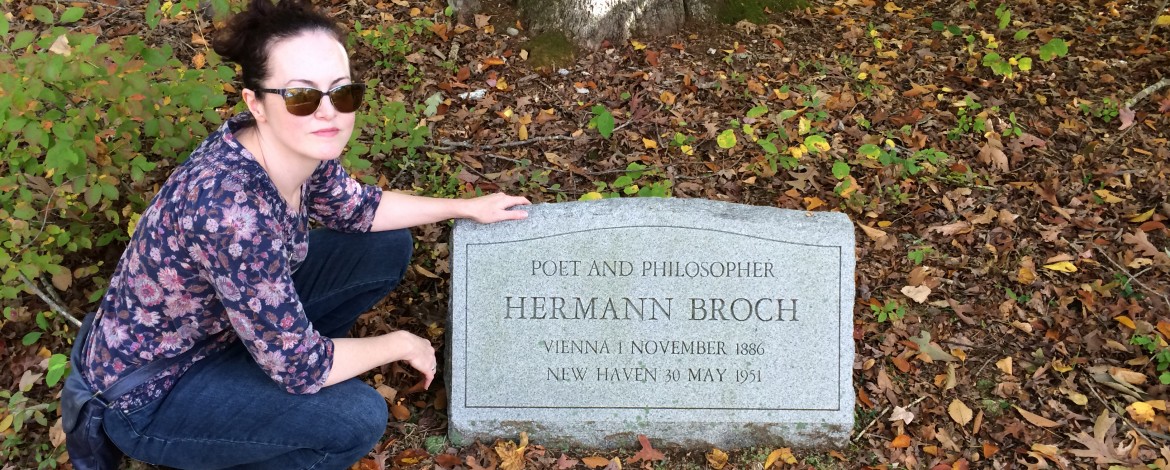 POET AND PHILOSOPHER
HERMANN BROCH
VIENNA 1 NOVEMBER 1886
NEW HAVEN 30 MAY 1951